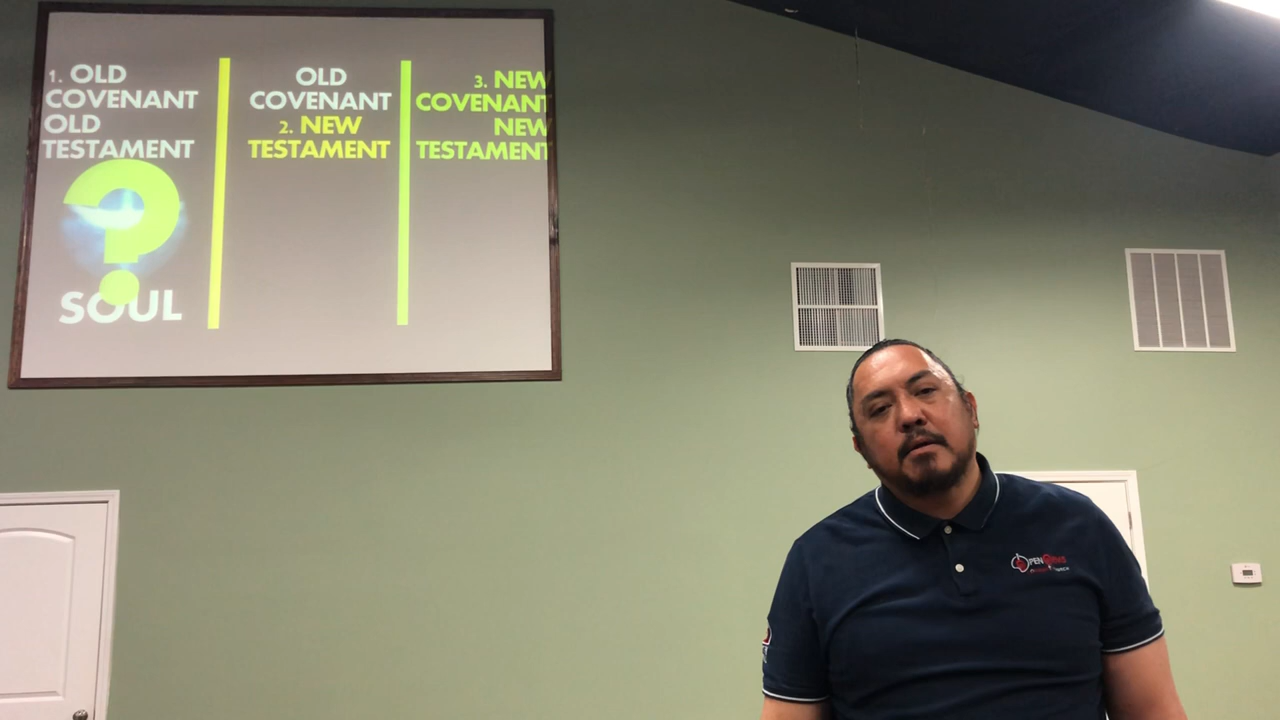 1. OLD
COVENANT
OLD
TESTAMENT
?
SOUL
OLD
COVENANT
2. NEW
TESTAMENT
3. NEW
COVENANT
NEW
TESTAMENT